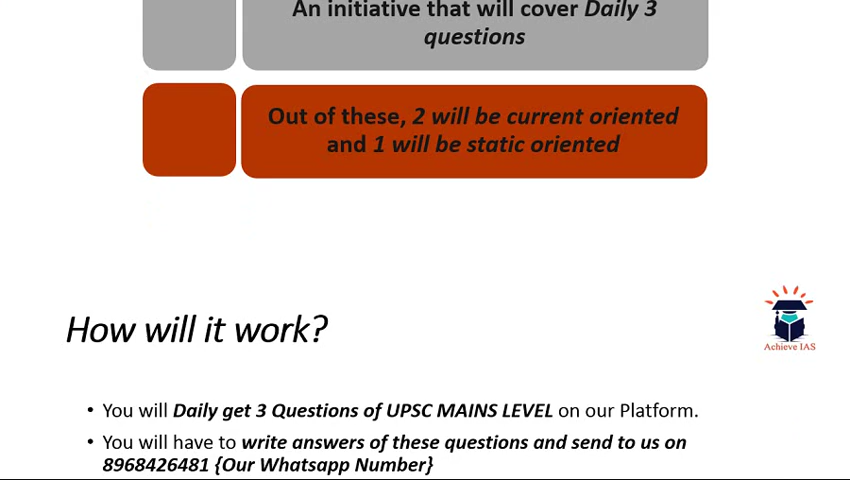 An initiative that will cover Daily 3
questions
Out of these, 2 will be current oriented
and 1 will be static oriented
How will it work?
Achieve IAS
• You will Daily get 3 Questions of UPSC MAINS LEVEL on our Platform.
• You will have to write answers of these questions and send to us on
8968426481 {Our Whatsapp Number}